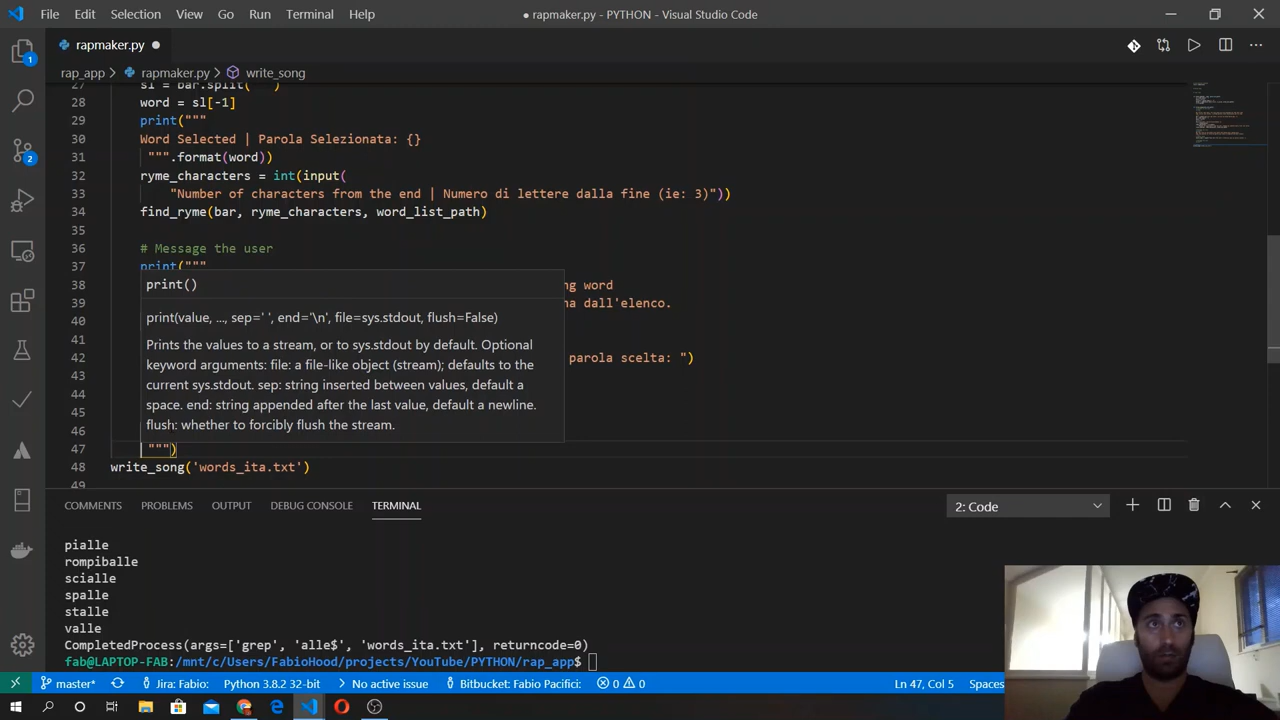 File Edit Selection View Go Run Terminal Help
● rapmaker.py - PYTHON - Visual Studio Code
rapmaker.py ●
rap_app > rapmaker.py > write_song
27 sl = bar.split(" ")
28 word = sl[-1]
29 print("""
30 Word Selected | Parola Selezionata: {}
31 """.format(word))
32 ryme_characters = int(input(
33 "Number of characters from the end | Numero di lettere dalla fine (ie: 3)"))
34 find_ryme(bar, ryme_characters, word_list_path)
35
36 # Message the user
37 print("""
38 ng word
39 a dall'elenco.
40
41
42 parola scelta: ")
43
44
45
46
47 """)
48 write_song('words_ita.txt')
49
print()
print(value, ..., sep=' ', end='\n', file=sys.stdout, flush=False)
Prints the values to a stream, or to sys.stdout by default. Optional
keyword arguments: file: a file-like object (stream); defaults to the
current sys.stdout. sep: string inserted between values, default a
space. end: string appended after the last value, default a newline.
flush: whether to forcibly flush the stream.
COMMENTS PROBLEMS OUTPUT DEBUG CONSOLE TERMINAL
2: Code
pialle
rompiballe
scialle
spalle
stalle
valle
CompletedProcess(args=['grep', 'alle$', 'words_ita.txt'], returncode=0)
fab@LAPTOP-FAB:/mnt/c/Users/FabioHood/projects/YouTube/PYTHON/rap_app$
master* Jira: Fabio: Python 3.8.2 32-bit No active issue Bitbucket: Fabio Pacifici: 0 0 Ln 47, Col 5 Spaces